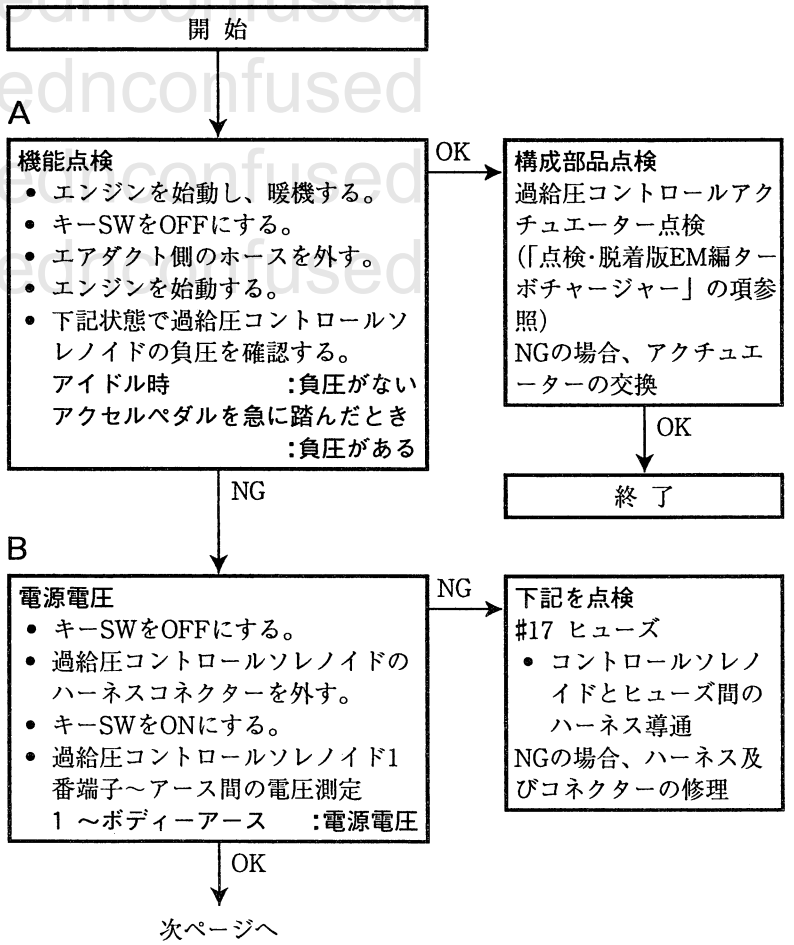 ednconfused
開 始
ednconfused
A
機能点検
• エンジンを始動し、暖機する。
• キーSWをOFFにする。
• エアダクト側のホースを外す。
• エンジンを始動する。
• 下記状態で過給圧コントロールソ
レノイドの負圧を確認する。
アイドル時 :負圧がない
アクセルペダルを急に踏んだとき
:負圧がある
ednconfused
ednconfused
OK
構成部品点検
過給圧コントロールアク
チュエーター点検
(「点検·脱着版EM編ター
ボチャージャー」の項参
照)
NGの場合、アクチュエ
ーターの交換
OK
終 了
NG
B
電源電圧
• キーSWをOFFにする。
• 過給圧コントロールソレノイドの
ハーネスコネクターを外す。
• キーSWをONにする。
• 過給圧コントロールソレノイド1
番端子～アース間の電圧測定
1 ～ボディーアース :電源電圧
NG
下記を点検
#17 ヒューズ
• コントロールソレノ
イドとヒューズ間の
ハーネス導通
NGの場合、ハーネス及
びコネクターの修理
OK
次ページへ